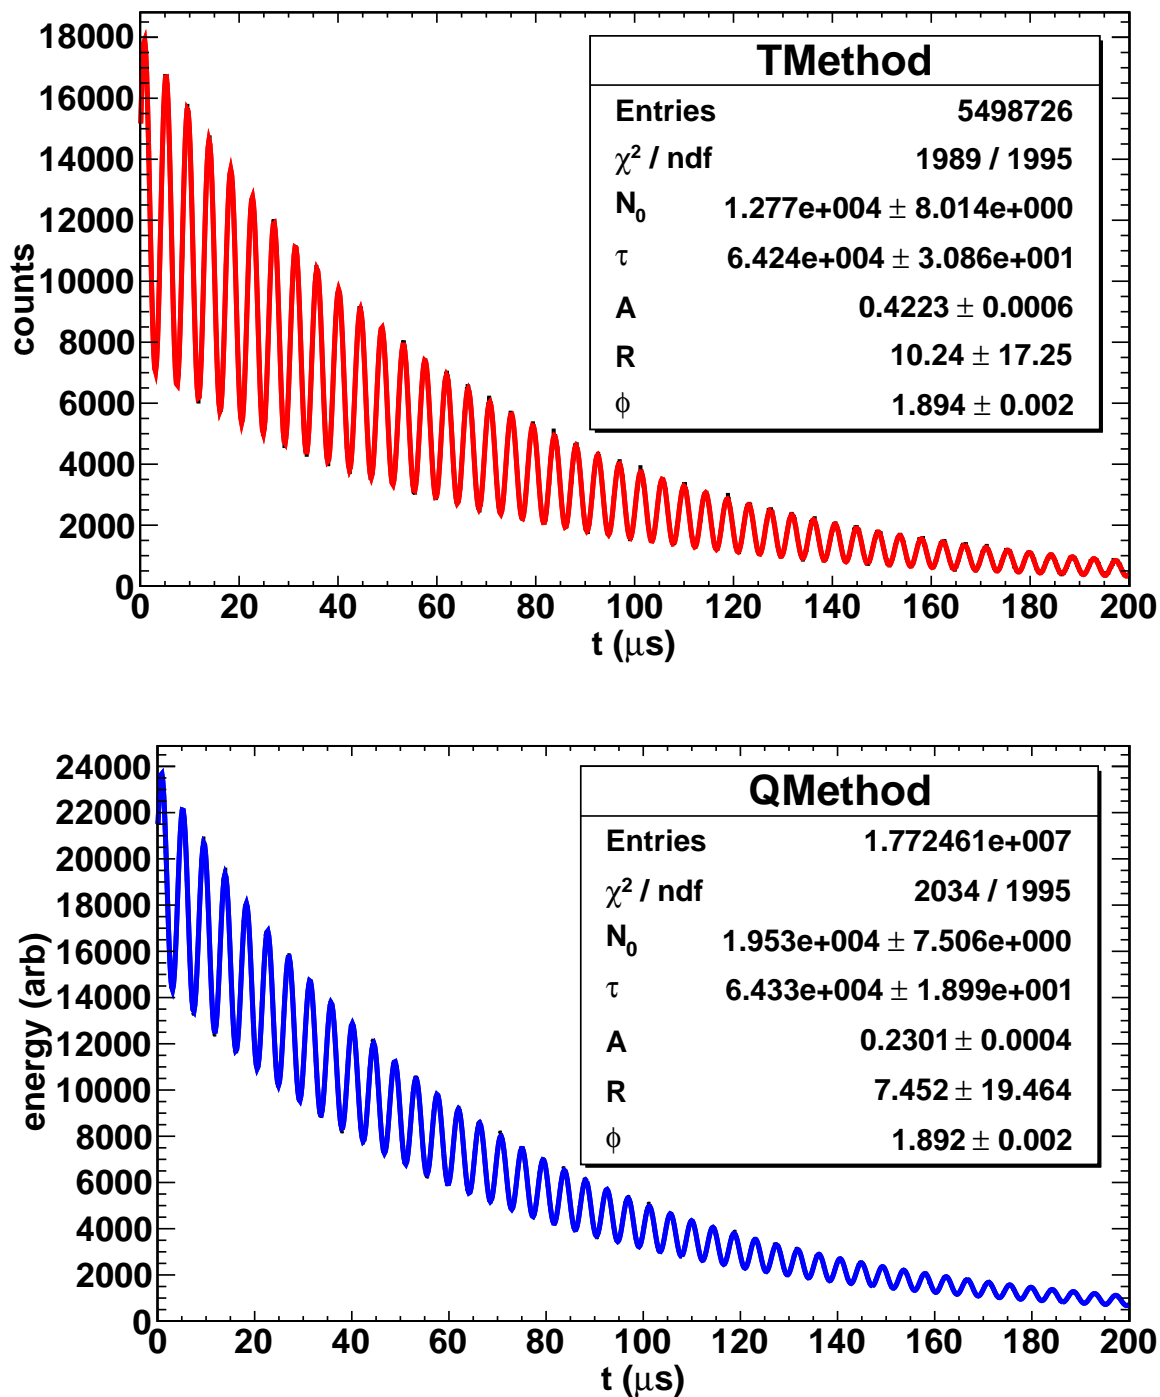 TMethod
Entries 5498726
χ² / ndf 1989 / 1995
N₀ 1.277e+004 ± 8.014e+000
τ 6.424e+004 ± 3.086e+001
A 0.4223 ± 0.0006
R 10.24 ± 17.25
ϕ 1.894 ± 0.002
counts
18000
16000
14000
12000
10000
8000
6000
4000
2000
0
0 20 40 60 80 100 120 140 160 180 200
t (μs)
QMethod
Entries 1.772461e+007
χ² / ndf 2034 / 1995
N₀ 1.953e+004 ± 7.506e+000
τ 6.433e+004 ± 1.899e+001
A 0.2301 ± 0.0004
R 7.452 ± 19.464
ϕ 1.892 ± 0.002
energy (arb)
24000
22000
20000
18000
16000
14000
12000
10000
8000
6000
4000
2000
0
0 20 40 60 80 100 120 140 160 180 200
t (μs)